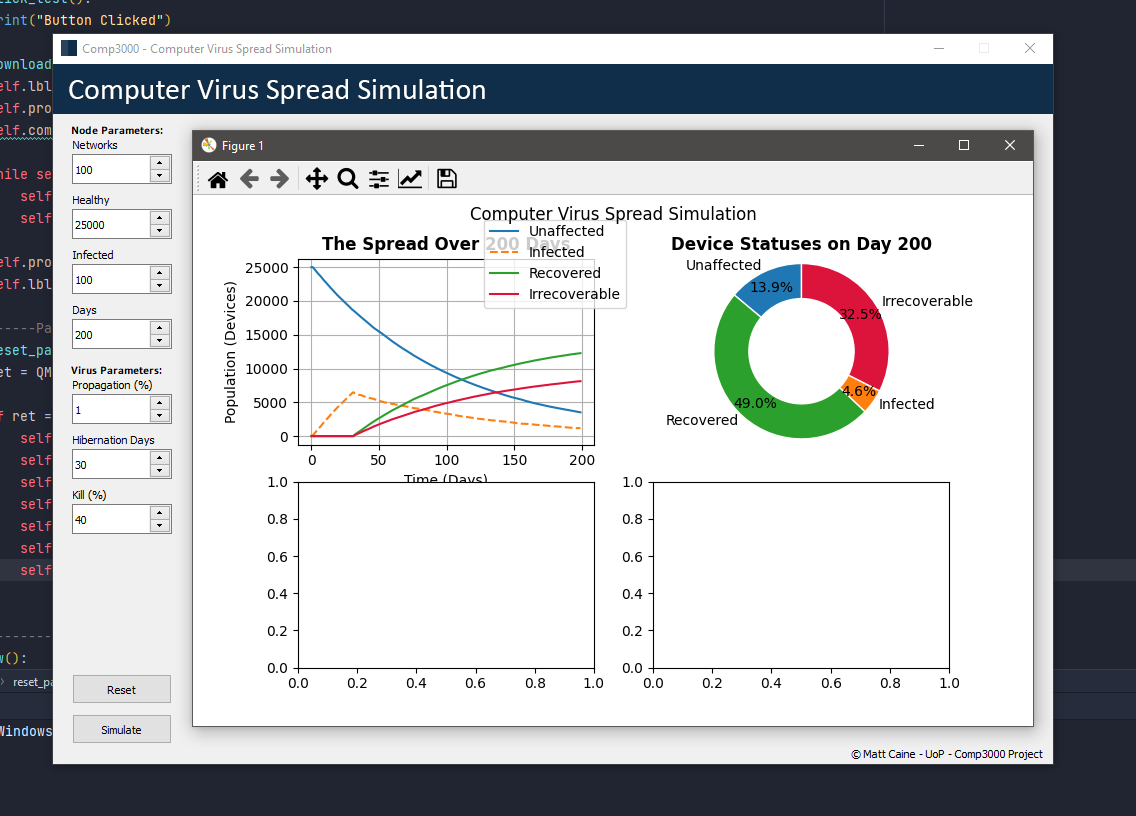 rint("Button Clicked")
Comp3000 - Computer Virus Spread Simulation
ownload
Computer Virus Spread Simulation
elf.lbl
elf.pro
elf.com
hile se
self
self
elf.pro
elf.lbl
-----Pa
eset_pa
et = QM
f ret =
self
self
self
self
self
self
self
w():
reset_pa
Windows
Node Parameters:
Networks
100
Healthy
25000
Infected
100
Days
200
Virus Parameters:
Propagation (%)
1
Hibernation Days
30
Kill (%)
40
Reset
Simulate
Figure 1
Computer Virus Spread Simulation
The Spread Over 200 Days
Unaffected
Infected
Recovered
Irrecoverable
Population (Devices)
25000
20000
15000
10000
5000
0
0 50 100 150 200
Time (Days)
Device Statuses on Day 200
Unaffected
13.9%
Irrecoverable
32.5%
4.6%
Infected
49.0%
Recovered
1.0
0.8
0.6
0.4
0.2
0.0
0.0 0.2 0.4 0.6 0.8 1.0
1.0
0.8
0.6
0.4
0.2
0.0
0.0 0.2 0.4 0.6 0.8 1.0
© Matt Caine - UoP - Comp3000 Project